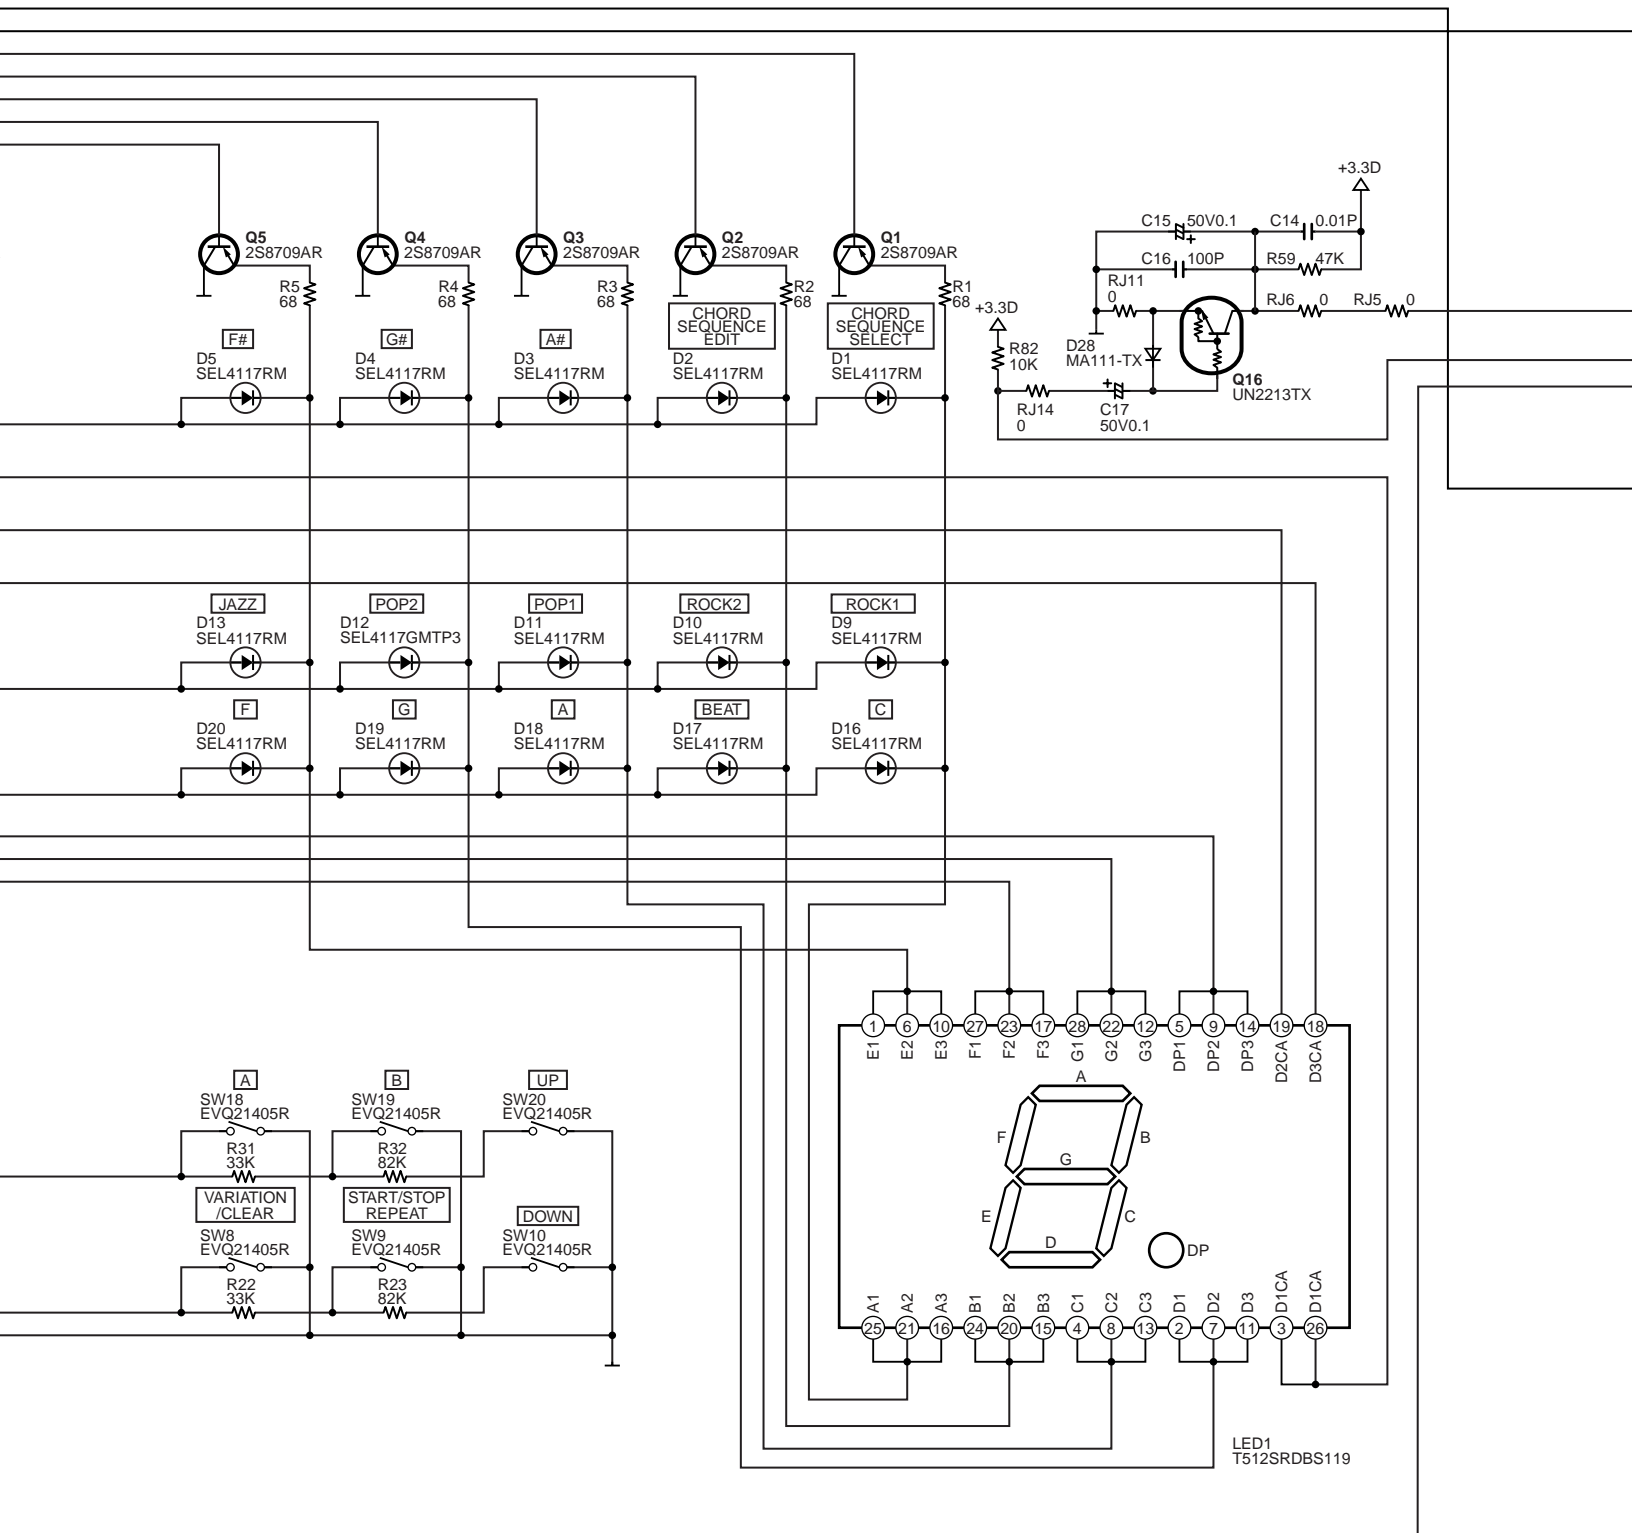 +3.3D
C15 50V0.1 C14 0.01P
Q5 Q4 Q3 Q2 Q1
2S8709AR 2S8709AR 2S8709AR 2S8709AR 2S8709AR
C16 100P R59 47K
RJ11
0
R5 R4 R3 R2 R1
68 68 68 68 68
RJ6 0 RJ5 0
+3.3D
CHORD
SEQUENCE
EDIT
CHORD
SEQUENCE
SELECT
F# G# A#
R82
10K
D28
MA111-TX
D5 D4 D3 D2 D1
SEL4117RM SEL4117RM SEL4117RM SEL4117RM SEL4117RM
Q16
UN2213TX
+ +
RJ14
0
C17
50V0.1
JAZZ POP2 POP1 ROCK2 ROCK1
D13 D12 D11 D10 D9
SEL4117RM SEL4117GMTP3 SEL4117RM SEL4117RM SEL4117RM
F G A BEAT C
D20 D19 D18 D17 D16
SEL4117RM SEL4117RM SEL4117RM SEL4117RM SEL4117RM
1 6 10 27 23 17 28 22 12 5 9 14 19 18
E1 E2 E3 F1 F2 F3 G1 G2 G3 DP1 DP2 DP3 D2CA D3CA
A B UP
SW18 SW19 SW20
EVQ21405R EVQ21405R EVQ21405R
R31 R32
33K 82K
VARIATION
/CLEAR
START/STOP
REPEAT
DOWN
SW8 SW9 SW10
EVQ21405R EVQ21405R EVQ21405R
R22 R23
33K 82K
A
F B
G
E C
D
DP
A1 A2 A3 B1 B2 B3 C1 C2 C3 D1 D2 D3 D1CA D1CA
25 21 16 24 20 15 4 8 13 2 7 11 3 26
LED1
T512SRDBS119